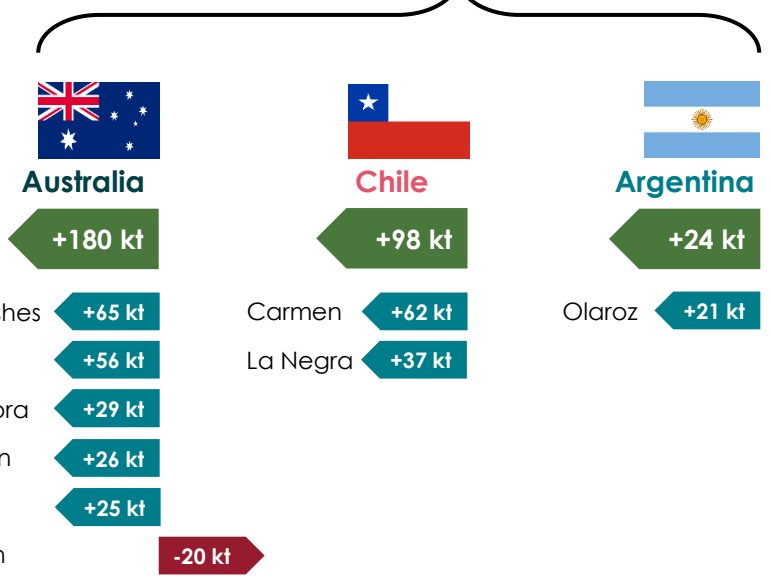 Australia
Chile
Argentina
+180 kt
+98 kt
+24 kt
+65 kt
Carmen
+62 kt
Olaroz
+21 kt
+56 kt
La Negra
+37 kt
+29 kt
+26 kt
+25 kt
-20 kt